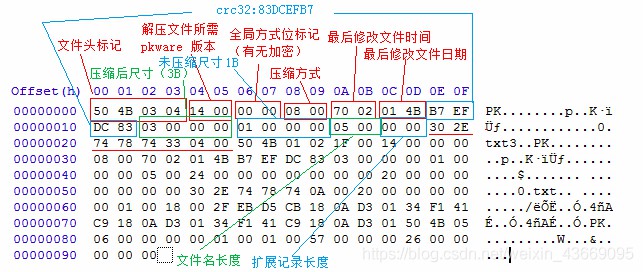 crc32:83DCEFB7
文件头标记
解压文件所需
pkware 版本
全局方式位标记
(有无加密)
最后修改文件时间
最后修改文件日期
压缩后尺寸(3B)
未压缩尺寸1B
压缩方式
Offset(h) 00 01 02 03 04 05 06 07 08 09 0A 0B 0C 0D 0E 0F
00000000 50 4B 03 04 14 00 00 00 08 00 70 02 01 4B B7 EF PK........p..K·ï
00000010 DC 83 03 00 00 00 01 00 00 00 05 00 00 00 30 2E Üƒ............0.
00000020 74 78 74 33 04 00 50 4B 01 02 1F 00 14 00 00 00 txt3..PK........
00000030 08 00 70 02 01 4B B7 EF DC 83 03 00 00 00 01 00 ..p..K·ïÜƒ......
00000040 00 00 05 00 24 00 00 00 00 00 00 00 20 00 00 00 ....$....... ...
00000050 00 00 00 00 30 2E 74 78 74 0A 00 20 00 00 00 00 ....0.txt.. ....
00000060 00 01 00 18 00 2F EB D5 CB 18 0A D3 01 34 F1 41 ...../ëÕË..Ó.4ñA
00000070 C9 18 0A D3 01 34 F1 41 C9 18 0A D3 01 50 4B 05 É..Ó.4ñAÉ..Ó.PK.
00000080 06 00 00 00 00 01 00 01 00 57 00 00 00 26 00 00 .........W...&..
00000090 00 00 00 ...
文件名长度
扩展记录长度
https://blog.csdn.net/weixin_43669095